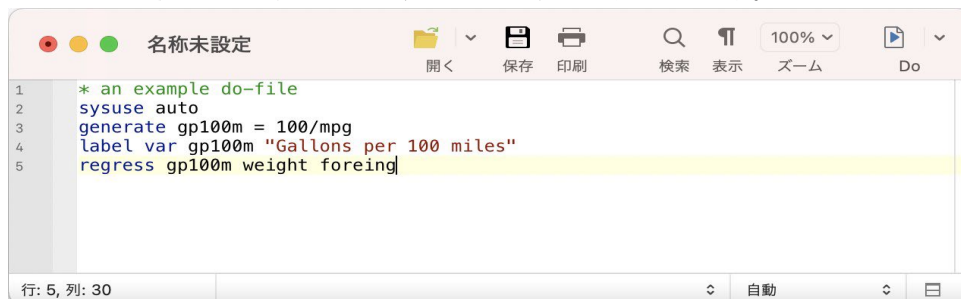 名称未設定
開く
保存
印刷
検索
表示
100%
ズーム
Do
1 * an example do-file
2 sysuse auto
3 generate gp100m = 100/mpg
4 label var gp100m "Gallons per 100 miles"
5 regress gp100m weight foreing
行: 5, 列: 30
自動